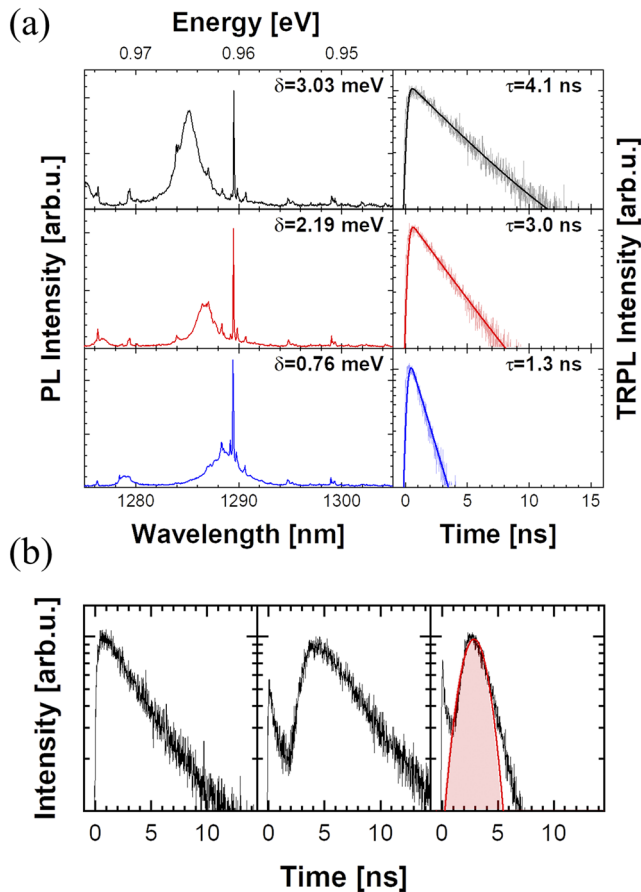 (a)
Energy [eV]
0.97 0.96 0.95
δ=3.03 meV τ=4.1 ns
δ=2.19 meV τ=3.0 ns
δ=0.76 meV τ=1.3 ns
PL Intensity [arb.u.]
TRPL Intensity [arb.u.]
1280 1290 1300 0 5 10 15
Wavelength [nm] Time [ns]
(b)
Intensity [arb.u.]
0 5 10 0 5 10 0 5 10
Time [ns]